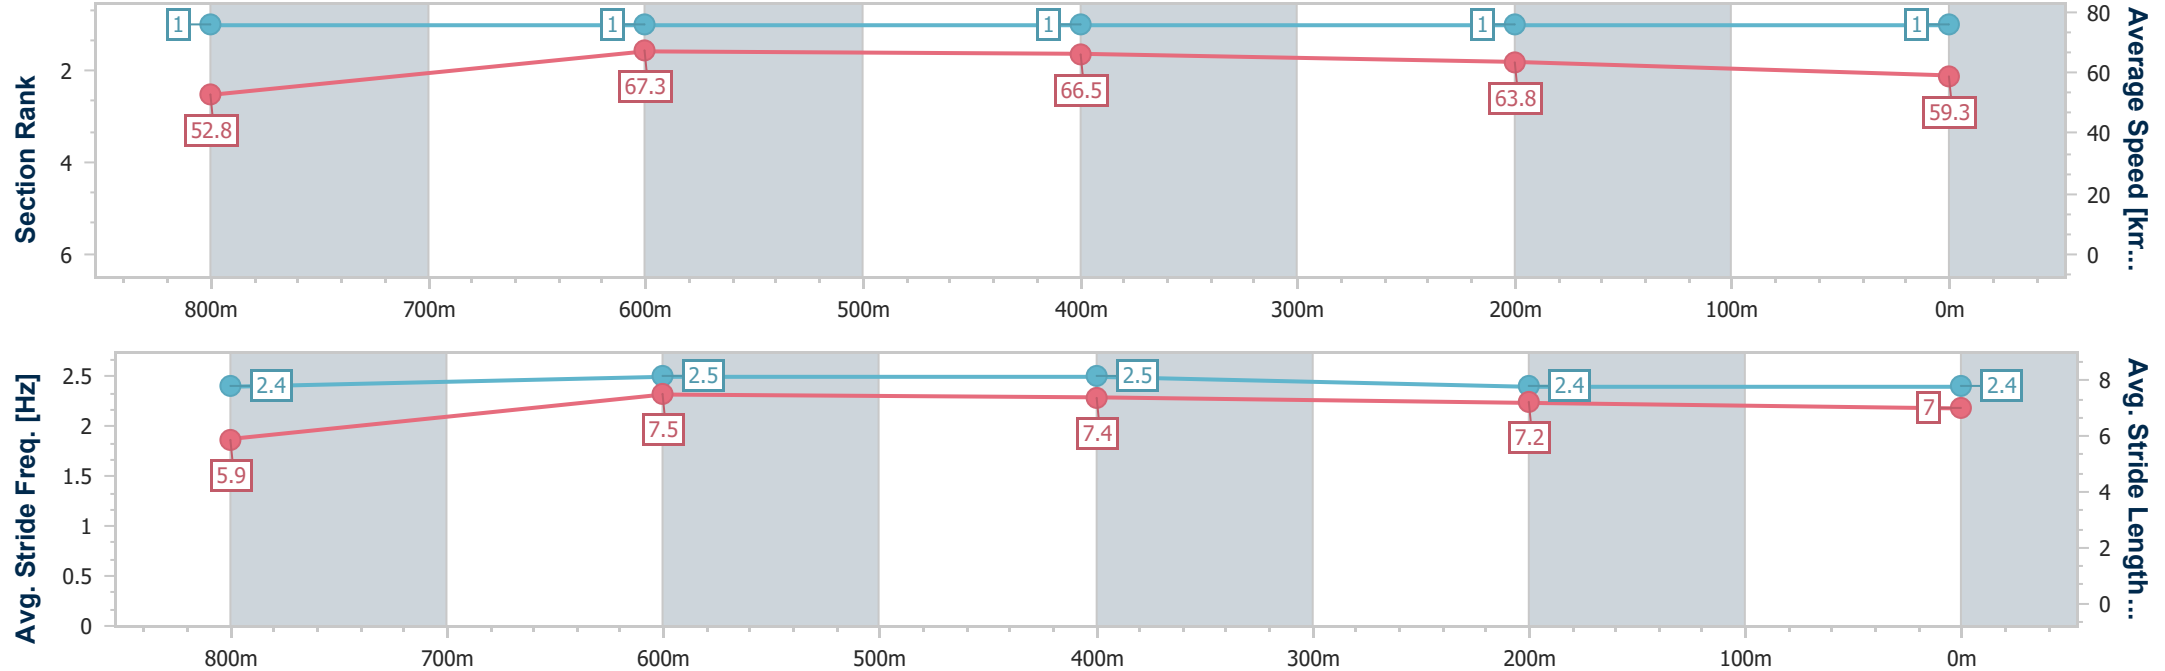 Section Rank
2
4
6
1
1
1
1
1
52.8
67.3
66.5
63.8
59.3
80
60
40
20
0
Average Speed [km...
800m
700m
600m
500m
400m
300m
200m
100m
0m
Avg. Stride Freq. [Hz]
2.5
2
1.5
1
0.5
0
2.4
2.5
2.5
2.4
2.4
5.9
7.5
7.4
7.2
7
8
6
4
2
0
Avg. Stride Length...
800m
700m
600m
500m
400m
300m
200m
100m
0m